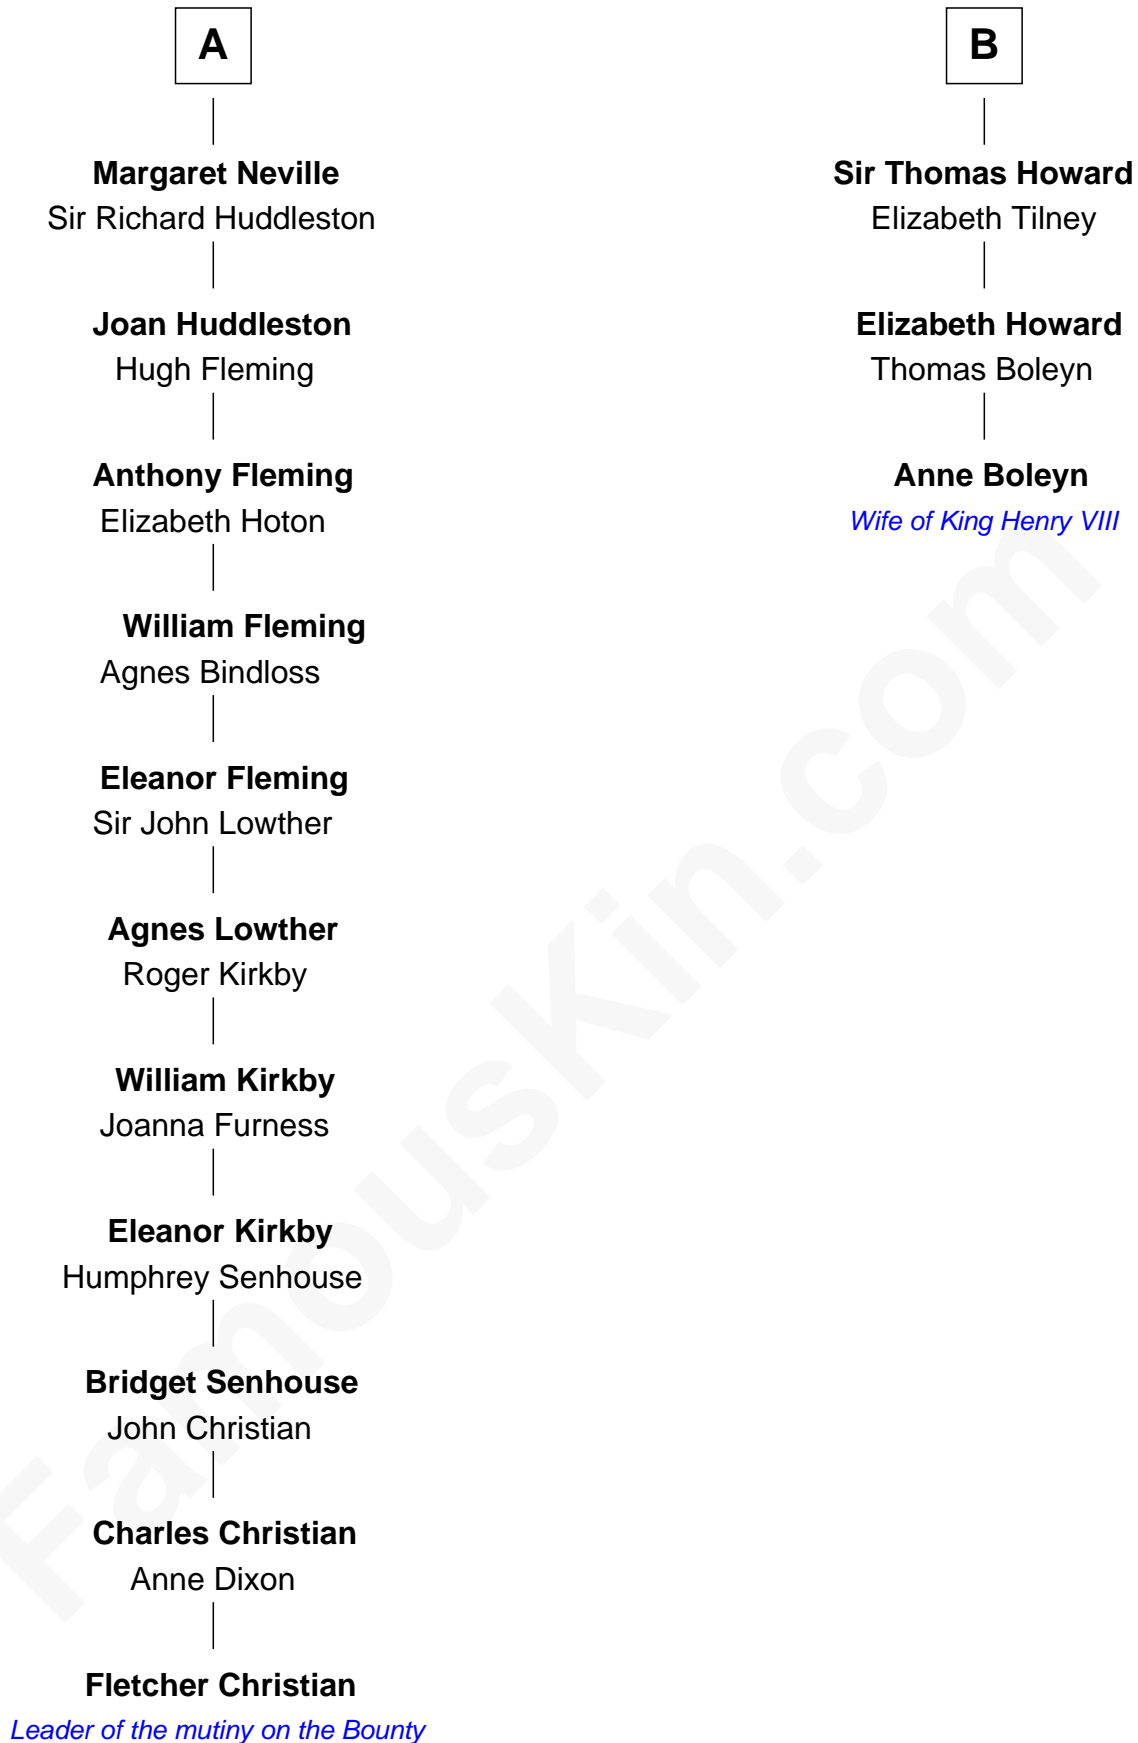 A
Margaret Neville
Sir Richard Huddleston
Joan Huddleston
Hugh Fleming
Anthony Fleming
Elizabeth Hoton
William Fleming
Agnes Bindloss
Eleanor Fleming
Sir John Lowther
Agnes Lowther
Roger Kirkby
William Kirkby
Joanna Furness
Eleanor Kirkby
Humphrey Senhouse
Bridget Senhouse
John Christian
Charles Christian
Anne Dixon
Fletcher Christian
Leader of the mutiny on the Bounty
B
Sir Thomas Howard
Elizabeth Tilney
Elizabeth Howard
Thomas Boleyn
Anne Boleyn
Wife of King Henry VIII
FamousKin.com